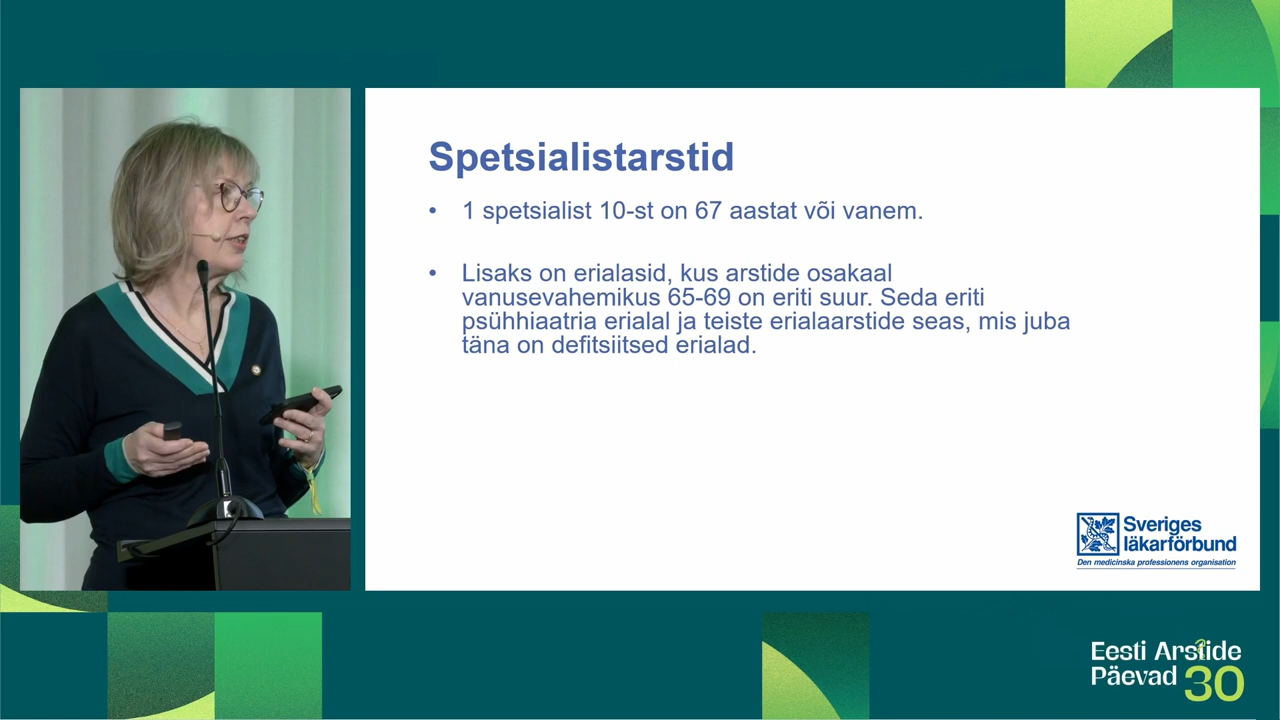 Spetsialistarstid
• 1 spetsialist 10-st on 67 aastat või vanem.
• Lisaks on erialasid, kus arstide osakaal
vanusevahemikus 65-69 on eriti suur. Seda eriti
psühhiaatria erialal ja teiste erialaarstide seas, mis juba
täna on defitsiitsed erialad.
Sveriges
läkarförbund
Den medicinska professionens organisation
Eesti Arstide
Päevad 30